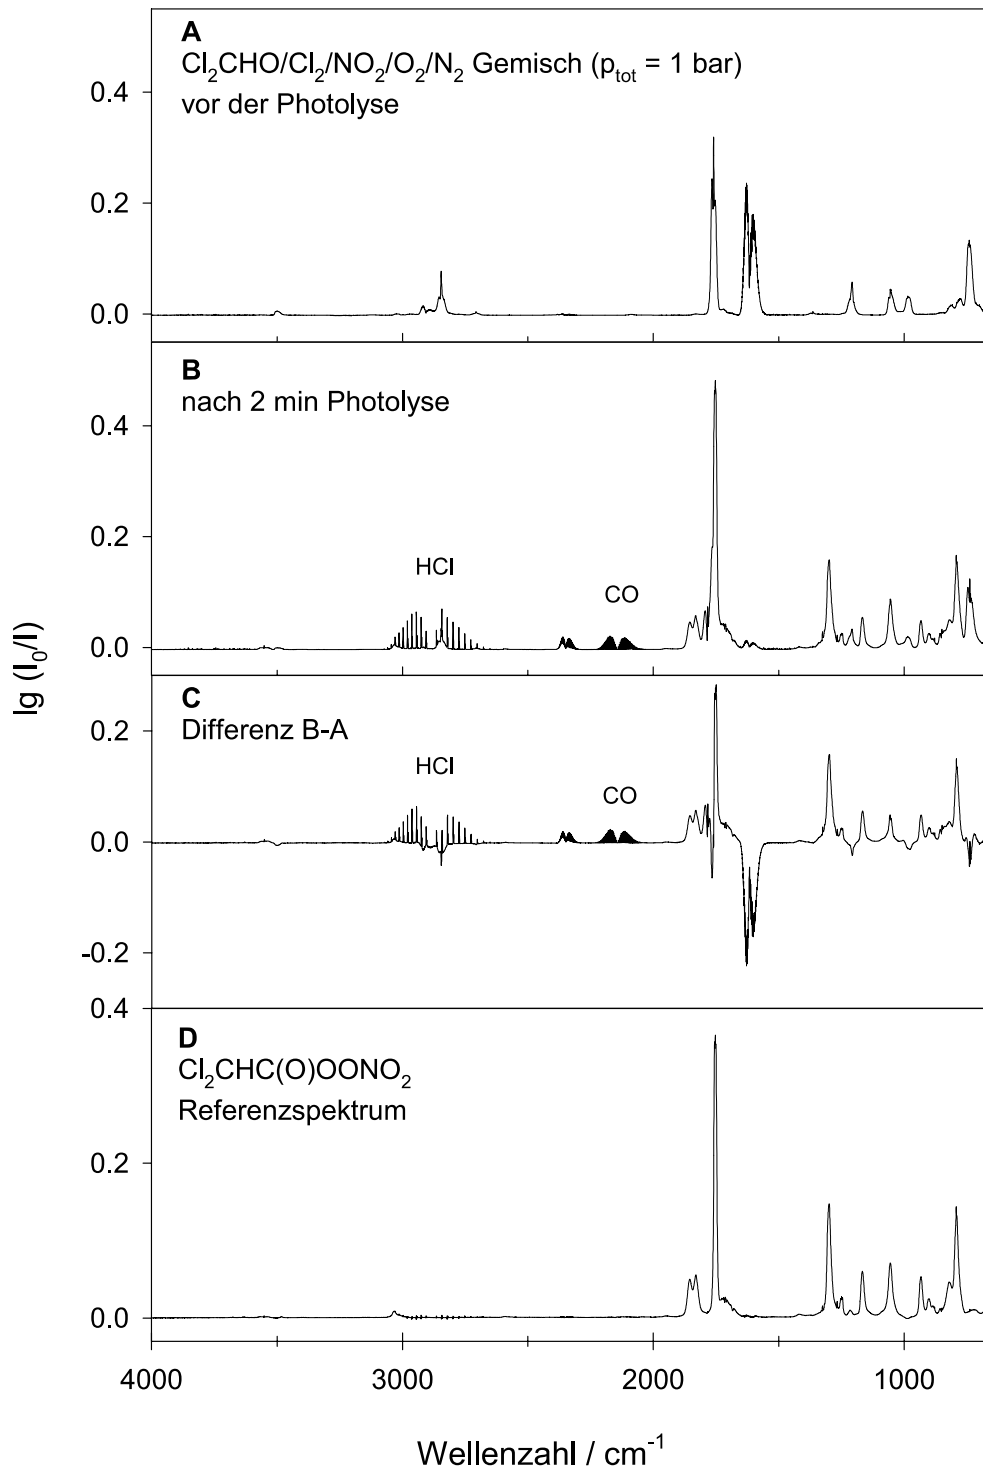 A
Cl₂CHO/Cl₂/NO₂/O₂/N₂ Gemisch (pₜₒₜ = 1 bar)
vor der Photolyse
0.4
0.2
0.0
B
nach 2 min Photolyse
0.4
0.2
HCl
CO
0.0
lg (I₀/I)
C
Differenz B-A
0.2
HCl
CO
0.0
-0.2
0.4
D
Cl₂CHC(O)OONO₂
Referenzspektrum
0.2
0.0
4000 3000 2000 1000
Wellenzahl / cm⁻¹